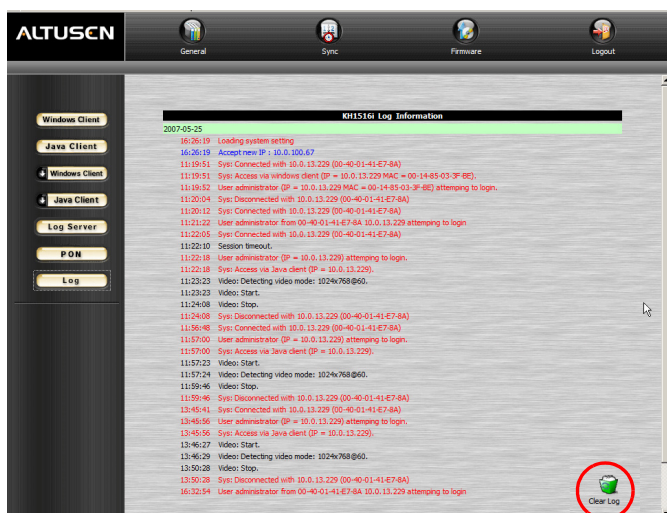 ALTUSEN
General Sync Firmware Logout
Windows Client
Java Client
Windows Client
Java Client
Log Server
PON
Log
KH1516i Log Information
2007-05-25
16:26:19 Loading system setting
16:26:19 Accept new IP : 10.0.100.67
11:19:51 Sys: Connected with 10.0.13.229 (00-40-01-41-E7-8A)
11:19:51 Sys: Access via windows client (IP = 10.0.13.229 MAC = 00-14-85-03-3F-BE).
11:19:52 User administrator (IP = 10.0.13.229 MAC = 00-14-85-03-3F-BE) attemping to login.
11:20:04 Sys: Disconnected with 10.0.13.229 (00-40-01-41-E7-8A)
11:20:12 Sys: Connected with 10.0.13.229 (00-40-01-41-E7-8A)
11:21:22 User administrator from 00-40-01-41-E7-8A 10.0.13.229 attemping to login
11:22:05 Sys: Connected with 10.0.13.229 (00-40-01-41-E7-8A)
11:22:10 Session timeout.
11:22:18 User administrator (IP = 10.0.13.229) attemping to login.
11:22:18 Sys: Access via Java client (IP = 10.0.13.229).
11:23:23 Video: Detecting video mode: 1024x768@60.
11:23:23 Video: Start.
11:24:08 Video: Stop.
11:24:08 Sys: Disconnected with 10.0.13.229 (00-40-01-41-E7-8A)
11:56:48 Sys: Connected with 10.0.13.229 (00-40-01-41-E7-8A)
11:57:00 User administrator (IP = 10.0.13.229) attemping to login.
11:57:00 Sys: Access via Java client (IP = 10.0.13.229).
11:57:23 Video: Start.
11:57:24 Video: Detecting video mode: 1024x768@60.
11:59:46 Video: Stop.
11:59:46 Sys: Disconnected with 10.0.13.229 (00-40-01-41-E7-8A)
13:45:41 Sys: Connected with 10.0.13.229 (00-40-01-41-E7-8A)
13:45:56 User administrator (IP = 10.0.13.229) attemping to login.
13:45:56 Sys: Access via Java client (IP = 10.0.13.229).
13:46:27 Video: Start.
13:46:29 Video: Detecting video mode: 1024x768@60.
13:50:28 Video: Stop.
13:50:28 Sys: Disconnected with 10.0.13.229 (00-40-01-41-E7-8A)
16:32:54 User administrator from 00-40-01-41-E7-8A 10.0.13.229 attemping to login
Clear Log